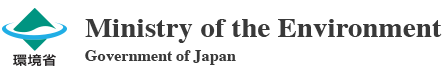 環境省
Ministry of the Environment
Government of Japan